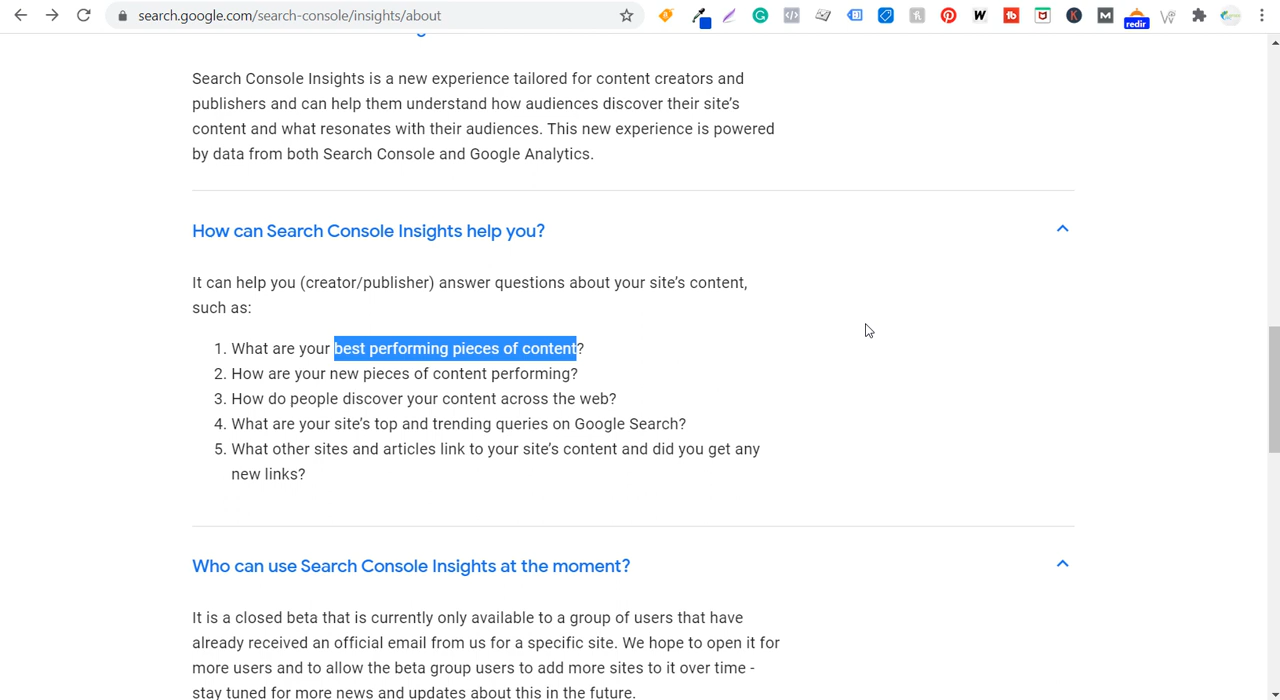 search.google.com/search-console/insights/about
redir
Search Console Insights is a new experience tailored for content creators and
publishers and can help them understand how audiences discover their site’s
content and what resonates with their audiences. This new experience is powered
by data from both Search Console and Google Analytics.
How can Search Console Insights help you?
It can help you (creator/publisher) answer questions about your site’s content,
such as:
1. What are your best performing pieces of content?
2. How are your new pieces of content performing?
3. How do people discover your content across the web?
4. What are your site’s top and trending queries on Google Search?
5. What other sites and articles link to your site’s content and did you get any
new links?
Who can use Search Console Insights at the moment?
It is a closed beta that is currently only available to a group of users that have
already received an official email from us for a specific site. We hope to open it for
more users and to allow the beta group users to add more sites to it over time -
stay tuned for more news and updates about this in the future.